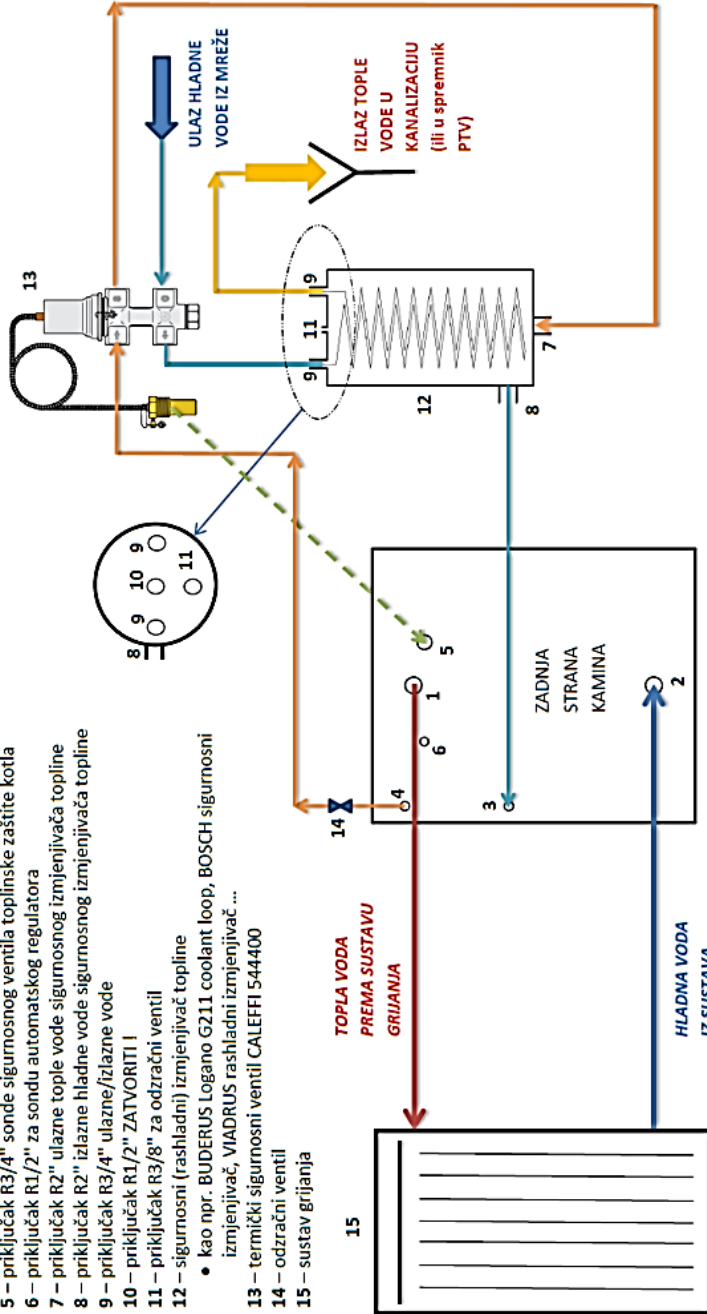 5 – priključak R3/4" sonde sigurnosnog ventila toplinske zaštite kotla
6 – priključak R1/2" za sondu automatskog regulatora
7 – priključak R2" ulazne tople vode sigurnosnog izmjenjivača topline
8 – priključak R2" izlazne hladne vode sigurnosnog izmjenjivača topline
9 – priključak R3/4" ulazne/izlazne vode
10 – priključak R1/2" ZATVORITI !
11 – priključak R3/8" za odzračni ventil
12 – sigurnosni (rashladni) izmjenjivač topline
• kao npr. BUDERUS Logano G211 coolant loop, BOSCH sigurnosni
izmjenjivač, VIADRUS rashladni izmjenjivač ...
13 – termički sigurnosni ventil CALEFFI 544400
14 – odzračni ventil
15 – sustav grijanja
13
ULAZ HLADNE
VODE IZ MREŽE
IZLAZ TOPLE
VODE U
KANALIZACIJU
(ili u spremnik
PTV)
9
11
9
12
8
7
8
9
10
9
11
14
4
6
1
5
3
2
ZADNJA
STRANA
KAMINA
TOPLA VODA
PREMA SUSTAVU
GRIJANJA
HLADNA VODA
IZ SUSTAVA
15